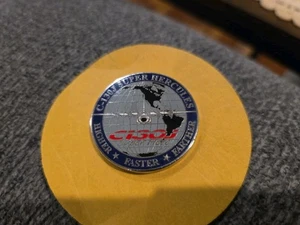 C-130J SUPER HERCULES
C130J
HIGHER ★ FASTER ★ FARTHER